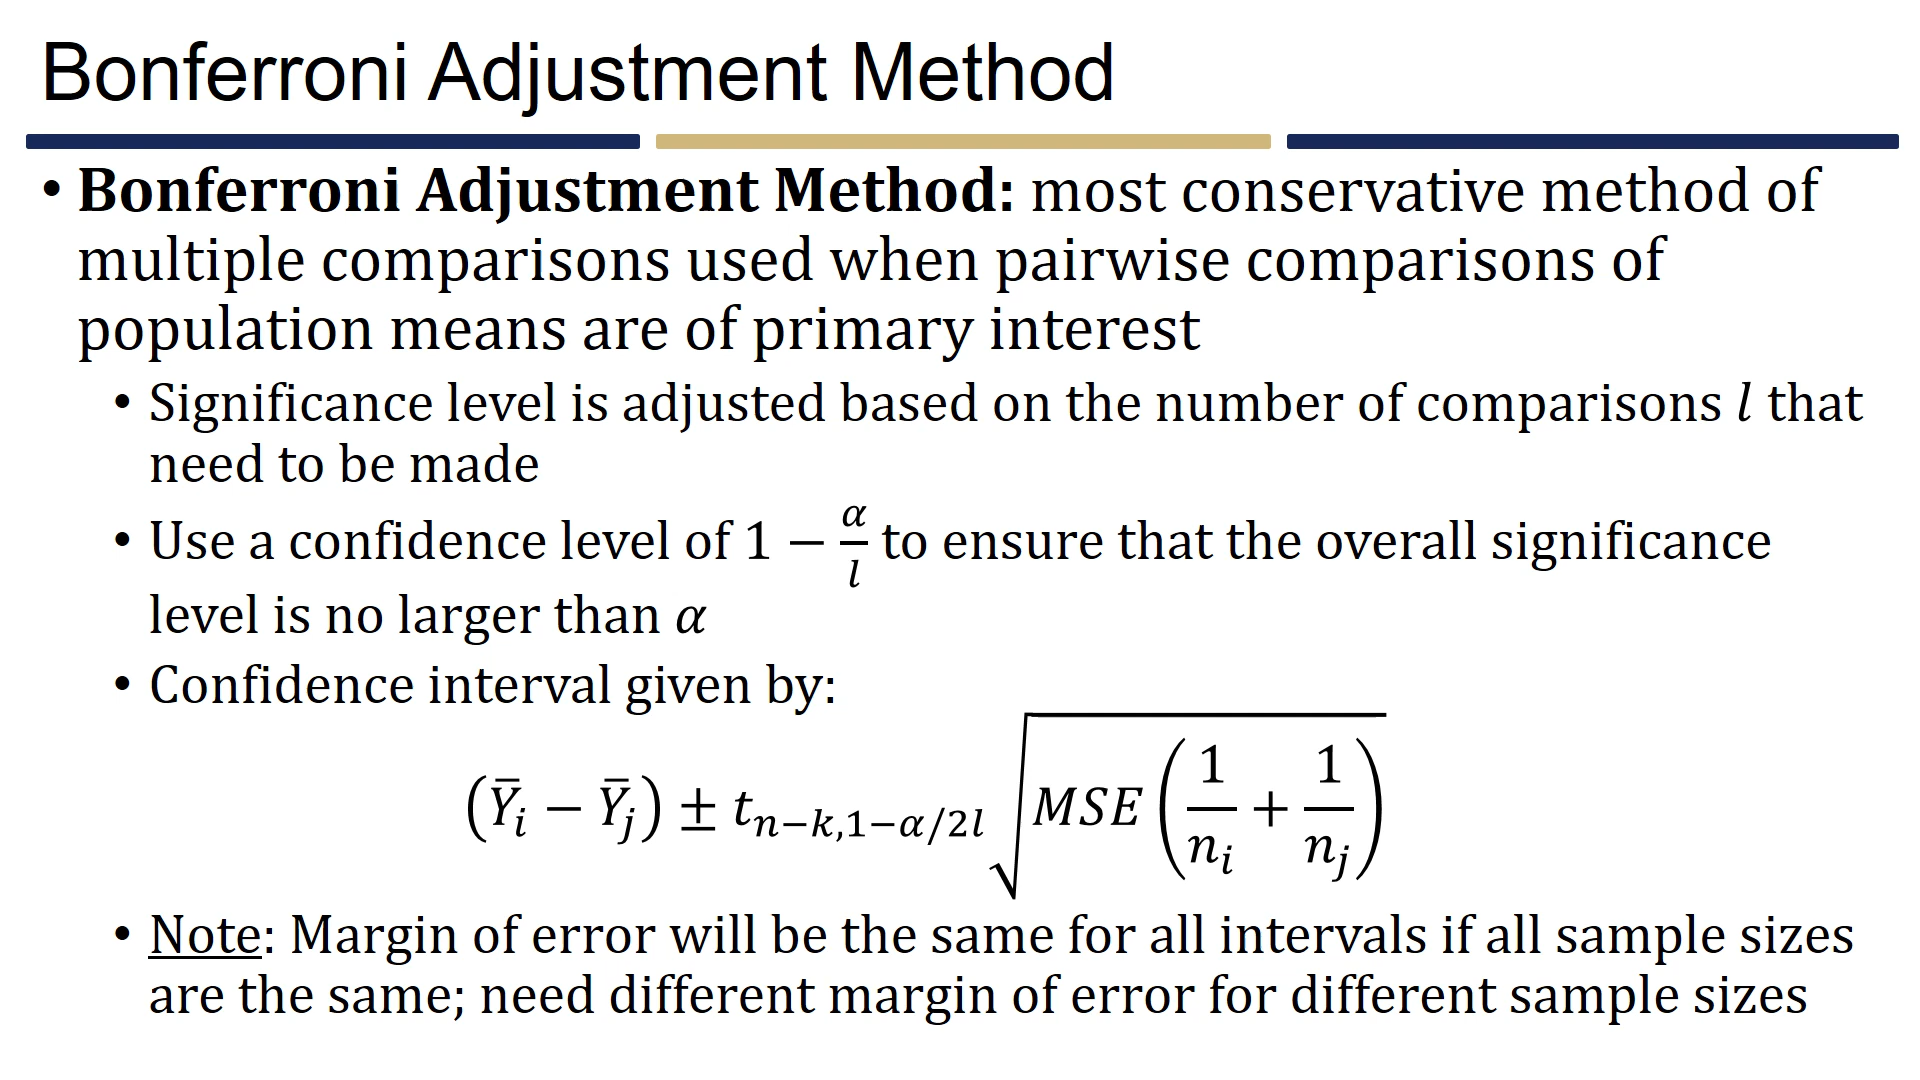 Bonferroni Adjustment Method
• Bonferroni Adjustment Method: most conservative method of
multiple comparisons used when pairwise comparisons of
population means are of primary interest
• Significance level is adjusted based on the number of comparisons 𝑙 that
need to be made
• Use a confidence level of 1 − 𝛼/𝑙 to ensure that the overall significance
level is no larger than 𝛼
• Confidence interval given by:
(Ȳᵢ − Ȳⱼ) ± t_{n−k,1−α/2l} √(MSE(1/nᵢ + 1/nⱼ))
• Note: Margin of error will be the same for all intervals if all sample sizes
are the same; need different margin of error for different sample sizes